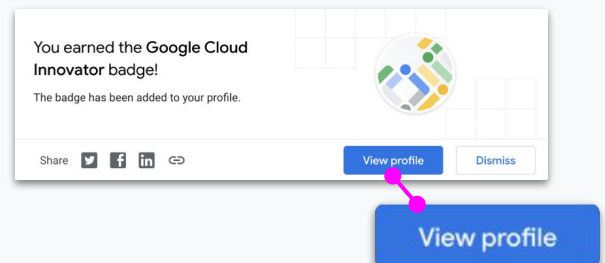 You earned the Google Cloud
Innovator badge!
The badge has been added to your profile.
Share
View profile
Dismiss
View profile